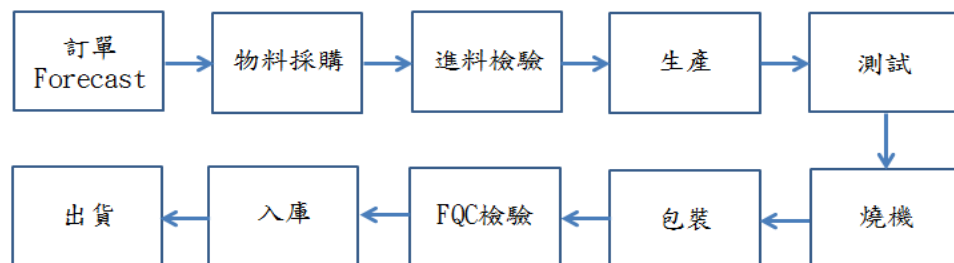 訂單
Forecast
物料採購
進料檢驗
生產
測試
燒機
包裝
FQC檢驗
入庫
出貨